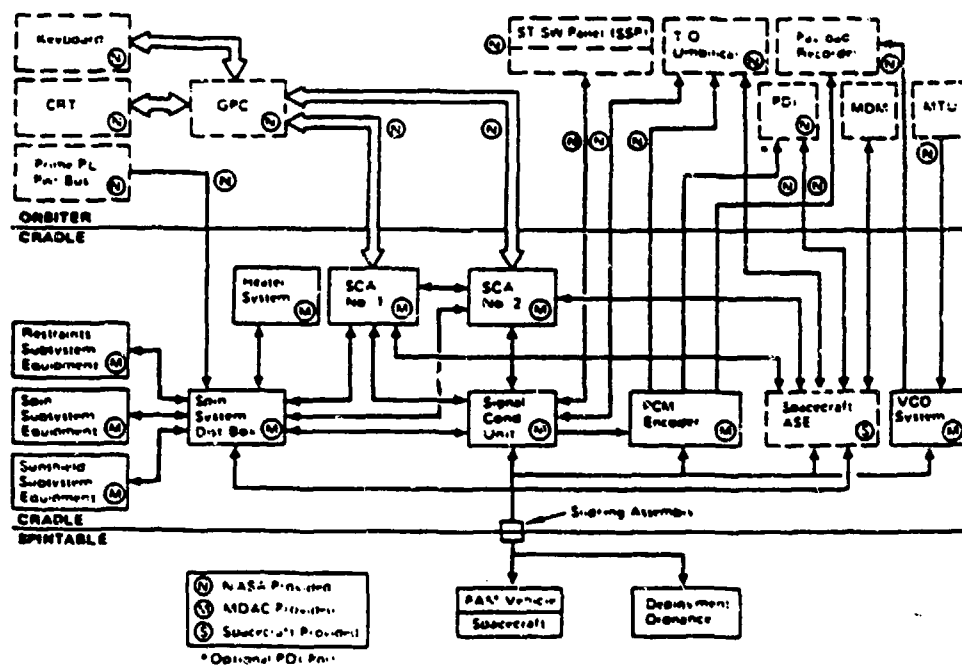 Keyboard
N
CRT
N
GPC
N
Prime P/L
Pwr Bus
N
N
ST SW Panel (SSP)
N
T-O
Umbilical
N
Payload
Recorder
N
PDI
N
*
MDM
MTU
N
N
N
N
N
N
N
N
ORBITER
CRADLE
Heater
System
M
SCA
No. 1
M
SCA
No. 2
M
Restraints
Subsystem
Equipment
M
Spin
Subsystem
Equipment
M
Sunshield
Subsystem
Equipment
M
Spin
System
Dist Box
M
Signal
Cond
Unit
M
PCM
Encoder
M
Spacecraft
ASE
S
VCO
System
M
CRADLE
SPINTABLE
Slipring Assembly
N NASA Provided
M MDAC Provided
S Spacecraft Provided
* Optional PDI Port
PAM Vehicle
Spacecraft
Deployment
Ordnance